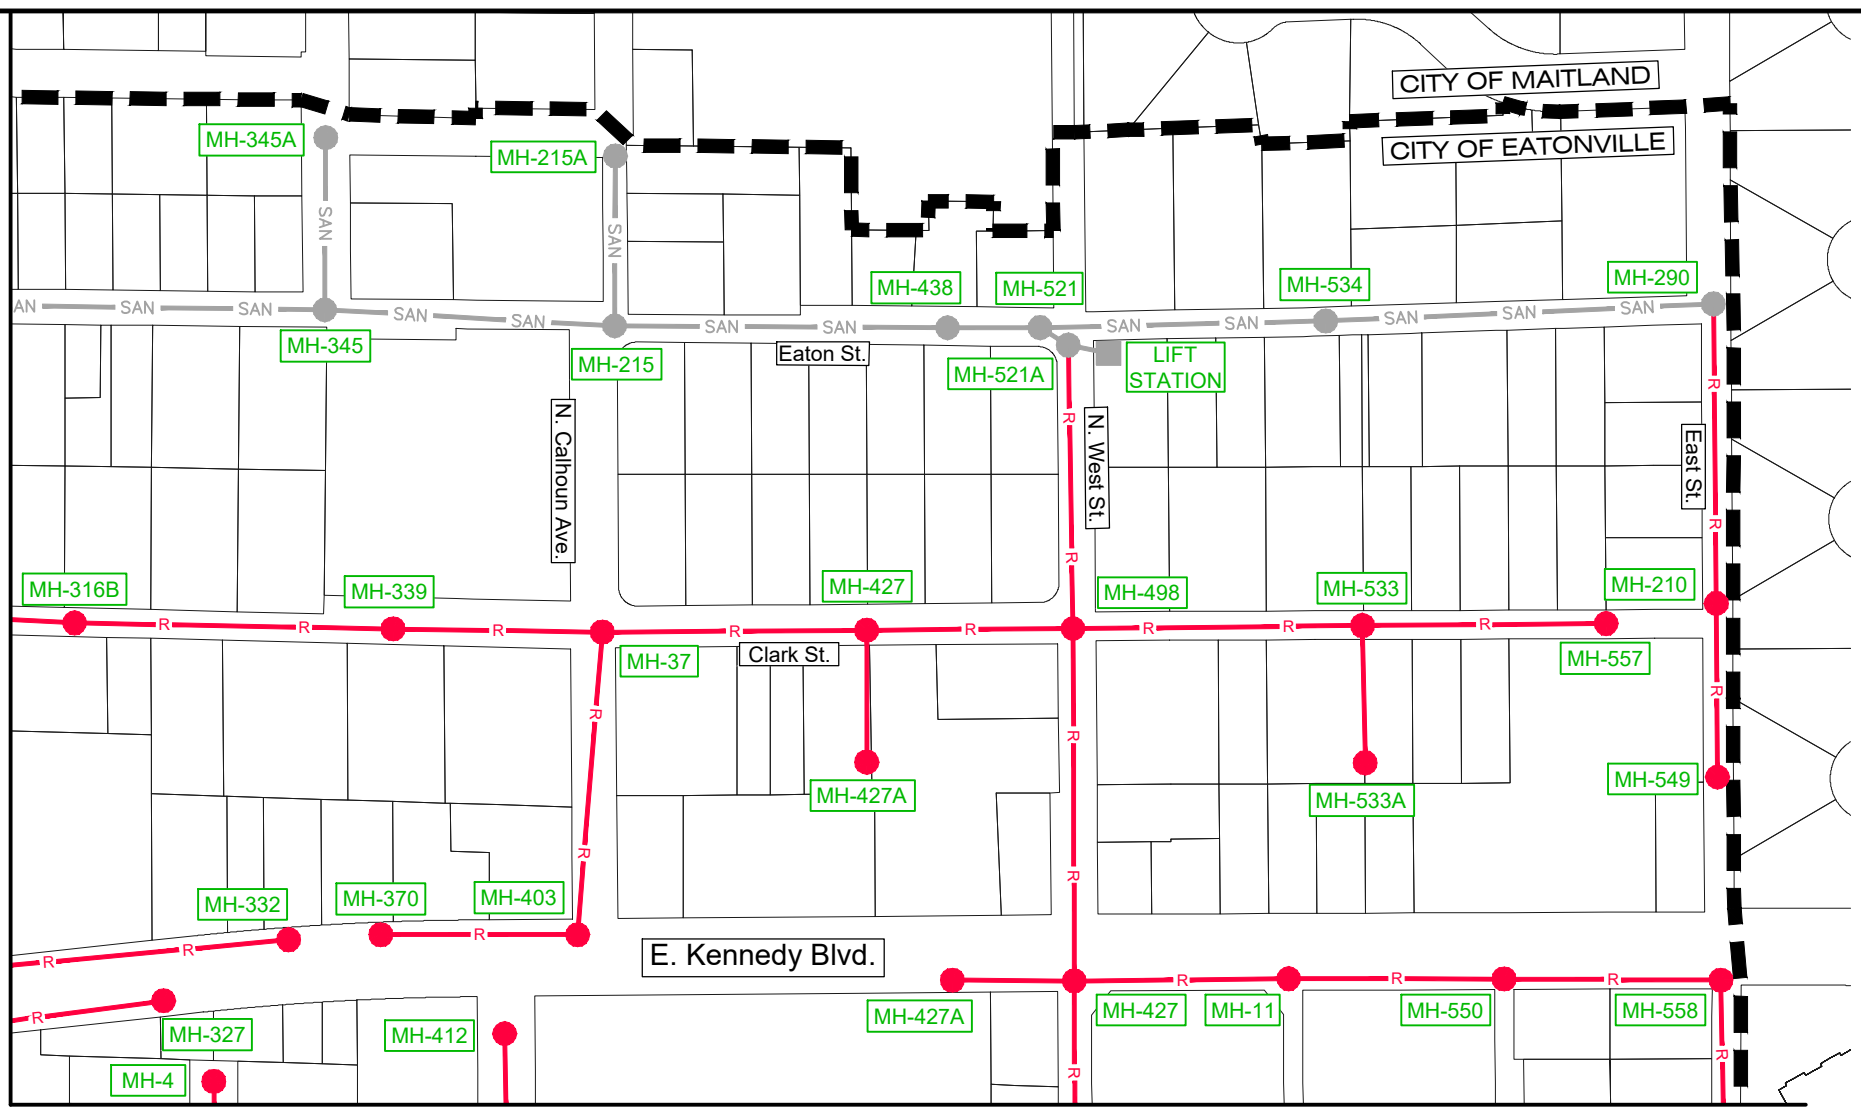 CITY OF MAITLAND
CITY OF EATONVILLE
MH-345A
MH-215A
SAN
SAN
MH-438
MH-521
MH-534
MH-290
AN
SAN
SAN
SAN
SAN
SAN
SAN
SAN
SAN
SAN
SAN
SAN
MH-345
MH-215
Eaton St.
MH-521A
LIFT
STATION
N. Calhoun Ave.
N. West St.
East St.
R
R
R
R
MH-316B
MH-339
MH-427
MH-498
MH-533
MH-210
R
R
R
R
R
R
R
R
MH-37
Clark St.
MH-557
R
R
R
MH-427A
MH-533A
MH-549
R
R
MH-332
MH-370
MH-403
R
R
R
E. Kennedy Blvd.
R
R
R
R
MH-327
MH-412
MH-427A
MH-427
MH-11
MH-550
MH-558
MH-4
R
R